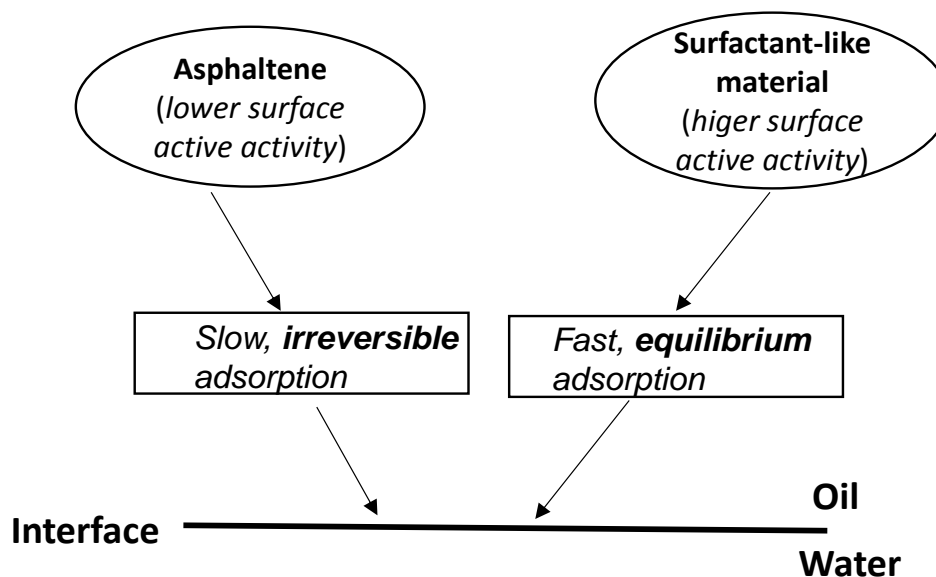 Asphaltene
(lower surface
active activity)
Surfactant-like
material
(higer surface
active activity)
Slow, irreversible
adsorption
Fast, equilibrium
adsorption
Oil
Interface
Water